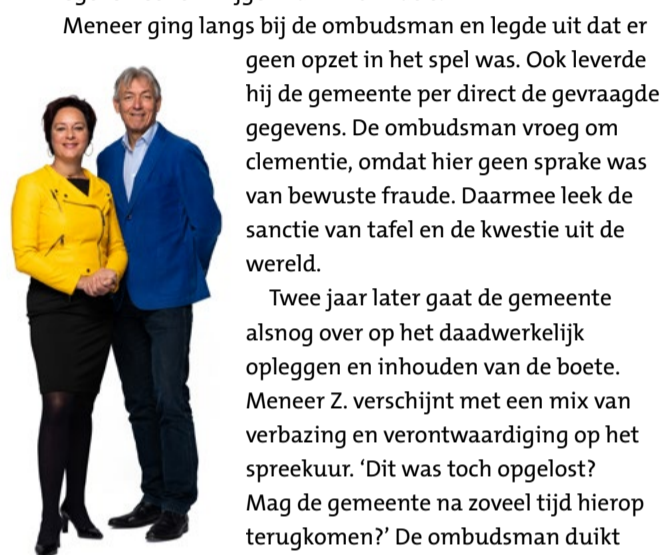 Meneer ging langs bij de ombudsman en legde uit dat er
geen opzet in het spel was. Ook leverde
hij de gemeente per direct de gevraagde
gegevens. De ombudsman vroeg om
clementie, omdat hier geen sprake was
van bewuste fraude. Daarmee leek de
sanctie van tafel en de kwestie uit de
wereld.
Twee jaar later gaat de gemeente
alsnog over op het daadwerkelijk
opleggen en inhouden van de boete.
Meneer Z. verschijnt met een mix van
verbazing en verontwaardiging op het
spreekuur. ‘Dit was toch opgelost?
Mag de gemeente na zoveel tijd hierop
terugkomen?’ De ombudsman duikt